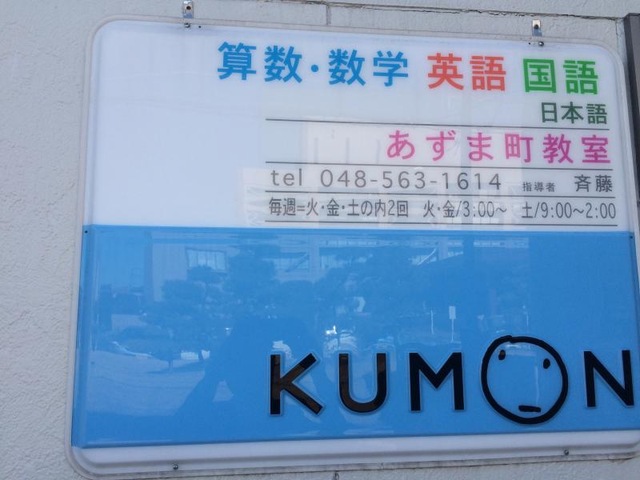 算数・数学 英語 国語
日本語
あずま町教室
tel 048-563-1614 指導者 斉藤
毎週=火・金・土の内2回 火・金/3:00～ 土/9:00～2:00
KUMON